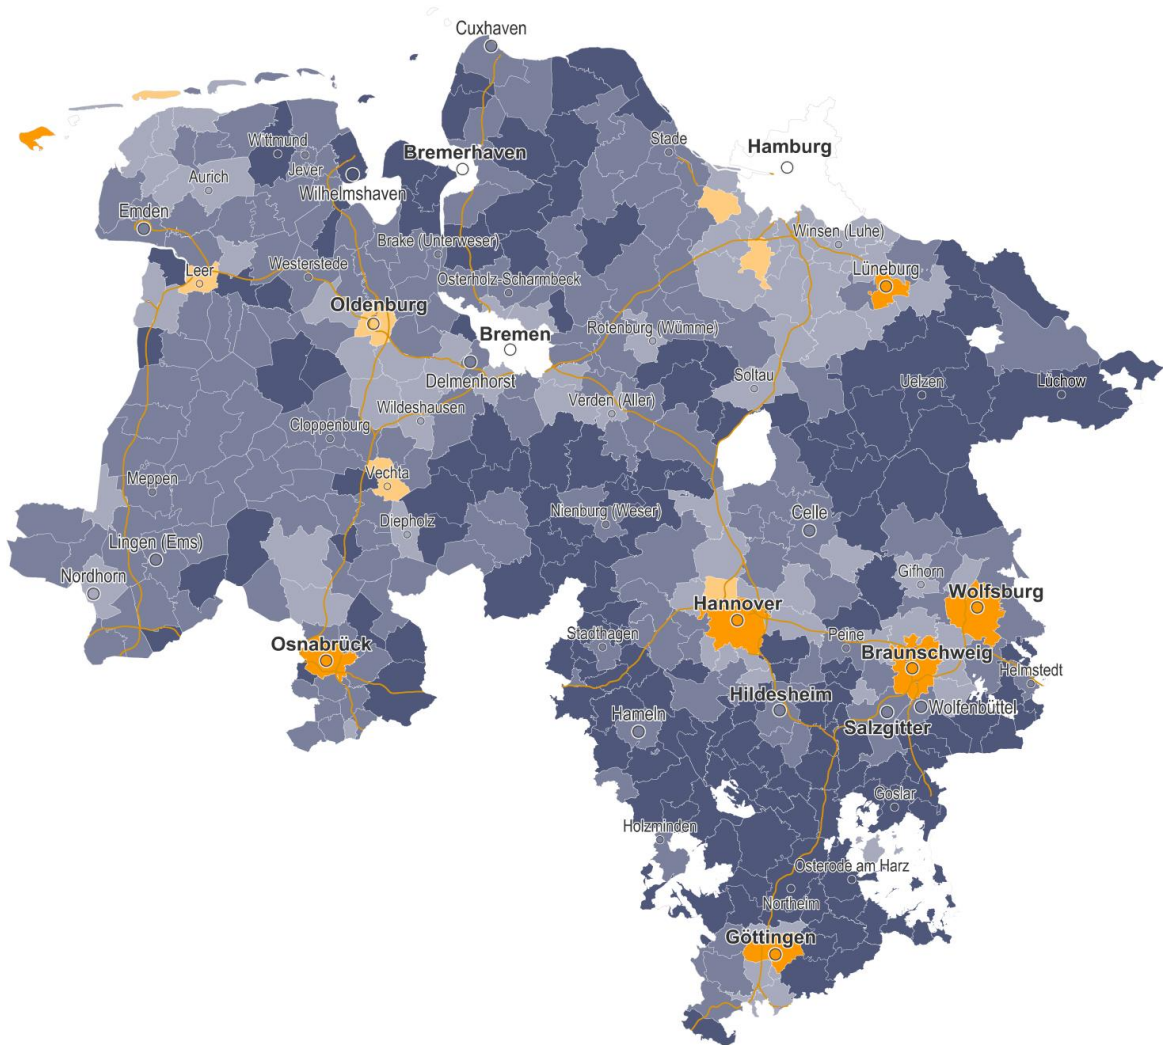 Cuxhaven
Stade
Hamburg
Wittmund
Bremerhaven
Jever
Aurich
Wilhelmshaven
Emden
Winsen (Luhe)
Brake (Unterweser)
Westerstede
Leer
Lüneburg
Osterholz-Scharmbeck
Oldenburg
Rotenburg (Wümme)
Bremen
Delmenhorst
Soltau
Uelzen
Lüchow
Verden (Aller)
Wildeshausen
Cloppenburg
Vechta
Meppen
Nienburg (Weser)
Celle
Diepholz
Lingen (Ems)
Gifhorn
Nordhorn
Wolfsburg
Hannover
Stadthagen
Peine
Osnabrück
Braunschweig
Helmstedt
Hildesheim
Wolfenbüttel
Hameln
Salzgitter
Goslar
Holzminden
Osterode am Harz
Northeim
Göttingen